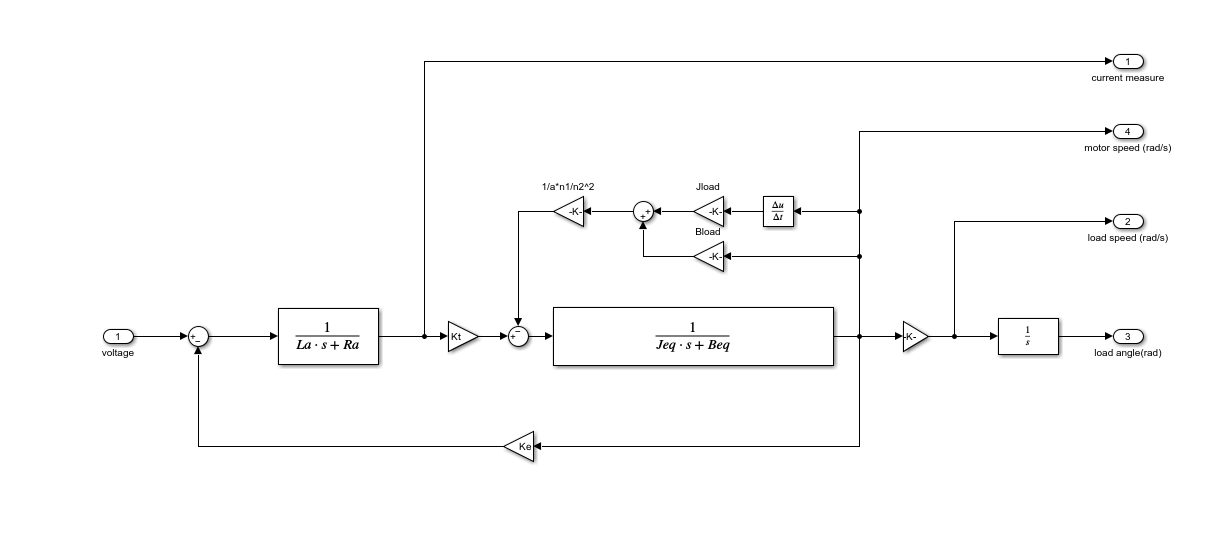 1
current measure
4
motor speed (rad/s)
1/a*n1/n2^2
Jload
-K-
+
+
-K-
Δu
Δt
2
load speed (rad/s)
Bload
-K-
1
voltage
+
−
1
La · s + Ra
Kt
−
+
1
Jeq · s + Beq
-K-
1
s
3
load angle(rad)
Ke